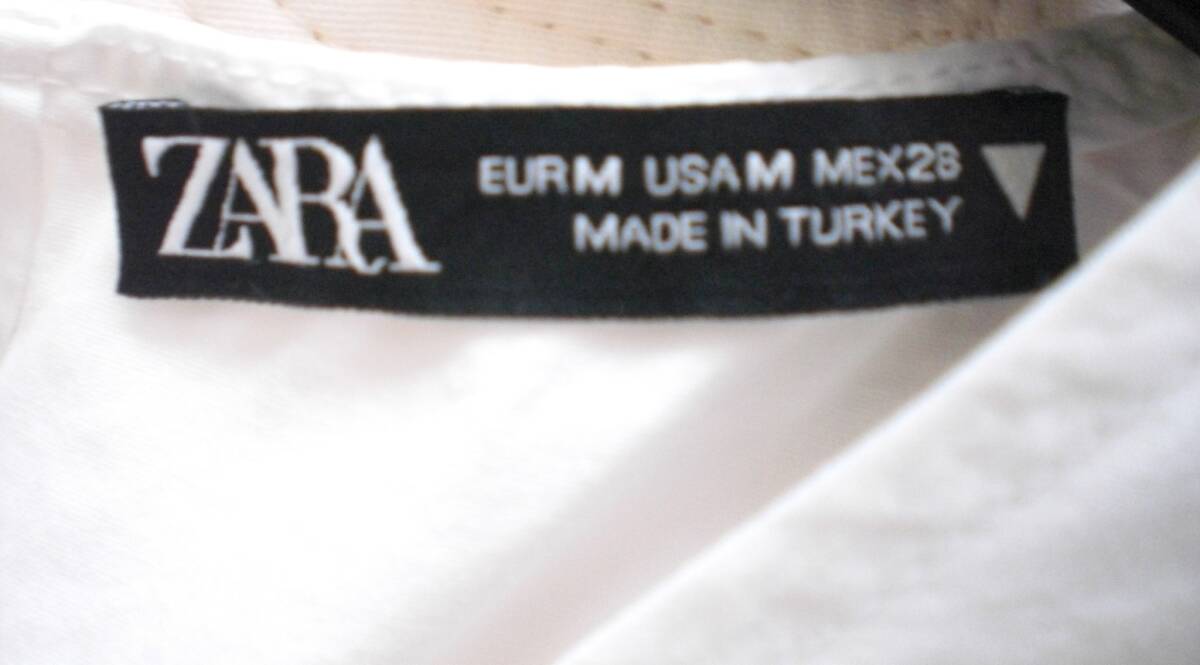 ZARA
EUR M USA M MEX 28
MADE IN TURKEY